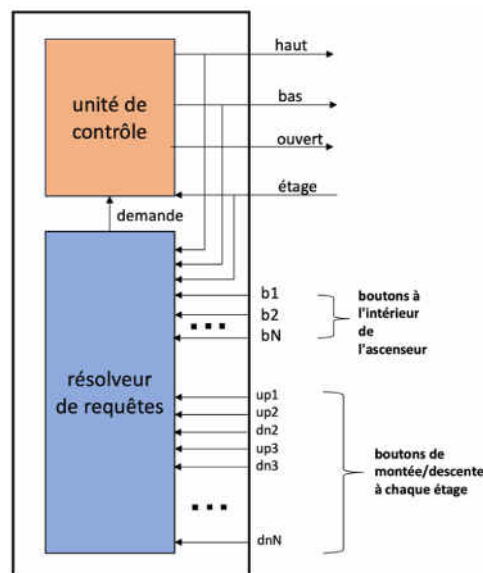 haut
unité de
contrôle
bas
ouvert
étage
demande
b1
b2
bN
boutons à
l'intérieur
de
l'ascenseur
résolveur
de requêtes
up1
up2
dn2
up3
dn3
dnN
boutons de
montée/descente
à chaque étage